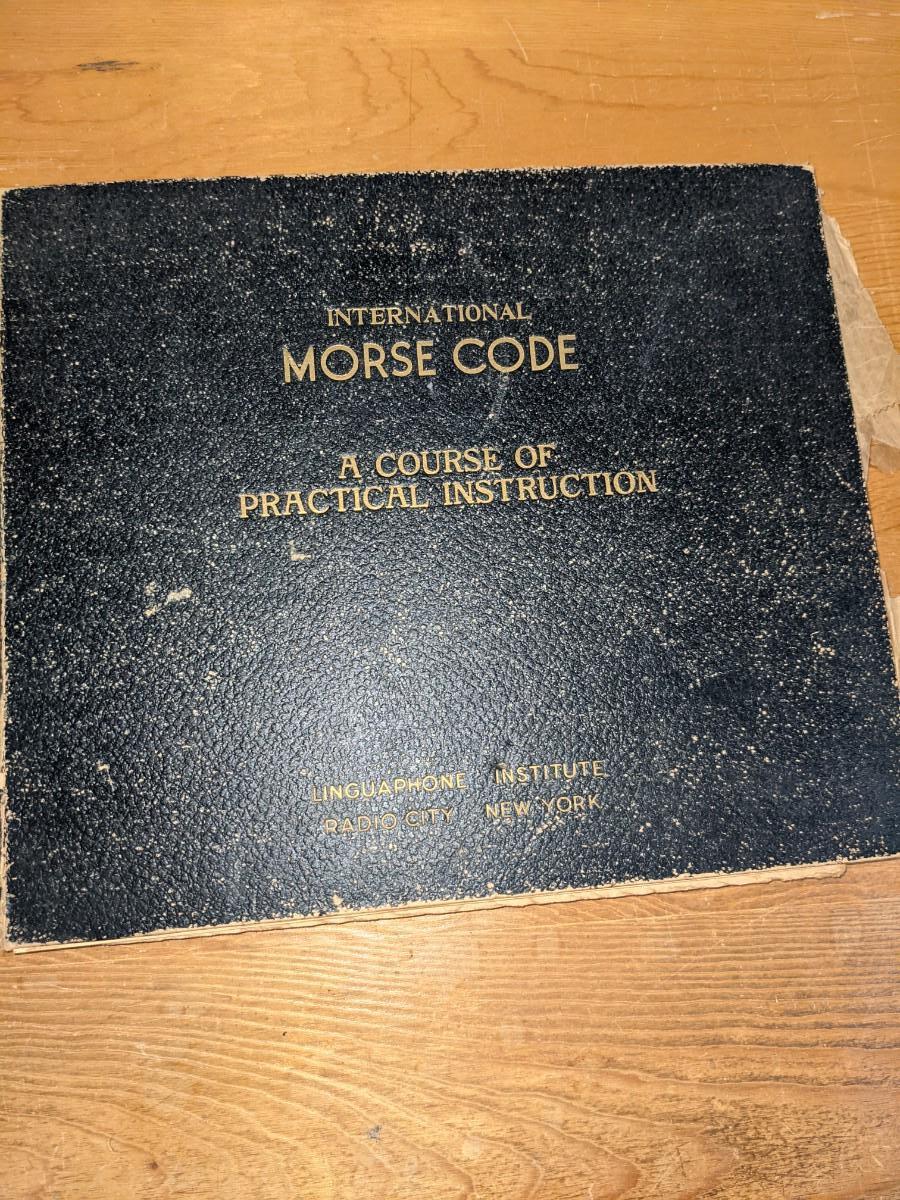 INTERNATIONAL
MORSE CODE
A COURSE OF
PRACTICAL INSTRUCTION
LINGUAPHONE INSTITUTE
RADIO CITY NEW YORK